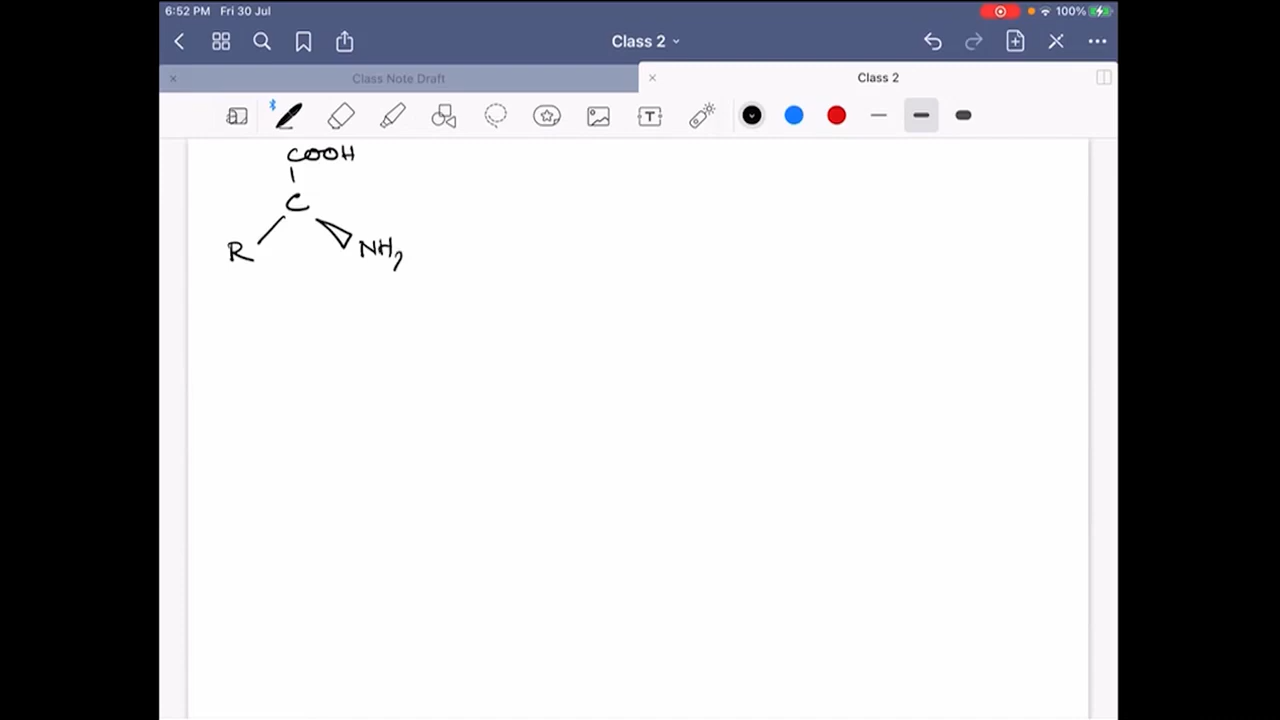 6:52 PM Fri 30 Jul
100%
Class 2
Class Note Draft
Class 2
T
COOH
C
R
NH2